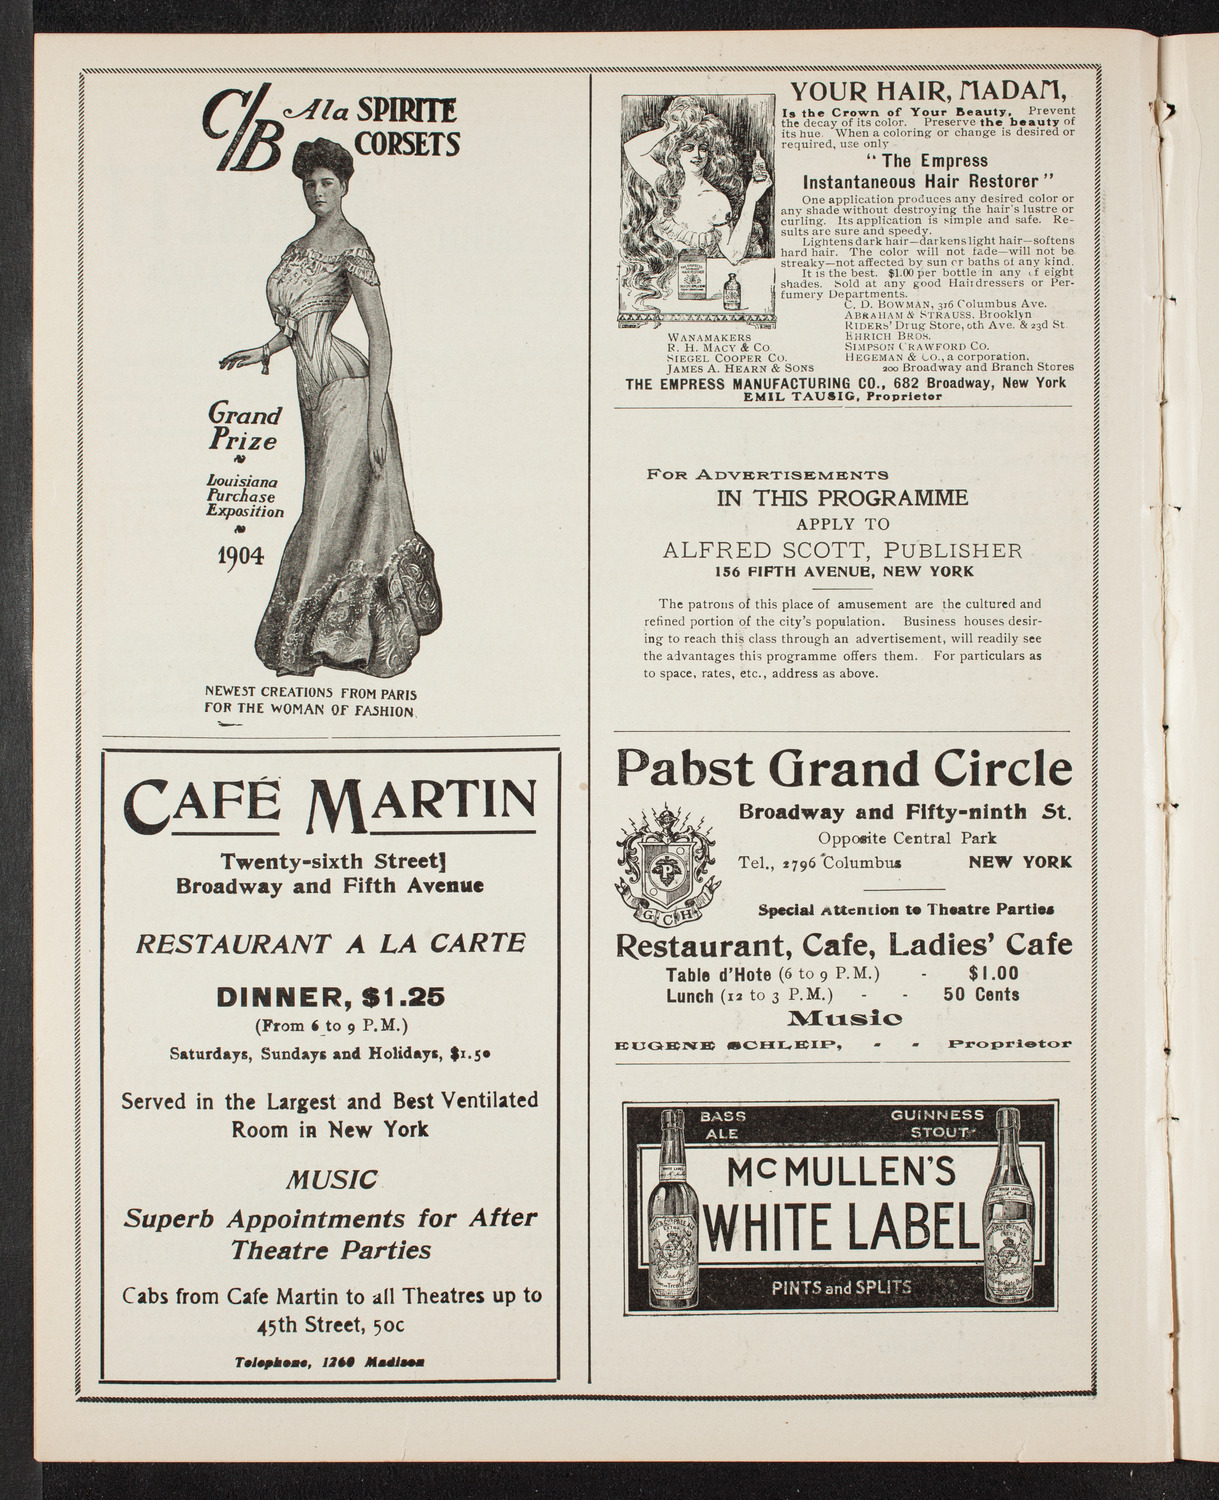 C/B Ala SPIRITE
CORSETS
Grand
Prize
Louisiana
Purchase
Exposition
1904
NEWEST CREATIONS FROM PARIS
FOR THE WOMAN OF FASHION
CAFÉ MARTIN
Twenty-sixth Street]
Broadway and Fifth Avenue
RESTAURANT A LA CARTE
DINNER, $1.25
(From 6 to 9 P.M.)
Saturdays, Sundays and Holidays, $1.50
Served in the Largest and Best Ventilated
Room in New York
MUSIC
Superb Appointments for After
Theatre Parties
Cabs from Cafe Martin to all Theatres up to
45th Street, 50c
Telephone, 1260 Madison
YOUR HAIR, MADAM,
Is the Crown of Your Beauty, Prevent
the decay of its color. Preserve the beauty of
its hue. When a coloring or change is desired or
required, use only
"The Empress
Instantaneous Hair Restorer"
One application produces any desired color or
any shade without destroying the hair's lustre or
curling. Its application is simple and safe. Re-
sults are sure and speedy.
Lightens dark hair—darkens light hair—softens
hard hair. The color will not fade—will not be
streaky—not affected by sun or baths of any kind.
It is the best. $1.00 per bottle in any of eight
shades. Sold at any good Hairdressers or Per-
fumery Departments.
C. D. BOWMAN, 316 Columbus Ave.
ABRAHAM & STRAUSS, Brooklyn
RIDERS' Drug Store, 6th Ave. & 23d St.
WANAMAKERS EHRICH BROS.
R. H. MACY & CO. SIMPSON CRAWFORD CO.
SIEGEL COOPER CO. HEGEMAN & CO., a corporation,
JAMES A. HEARN & SONS 200 Broadway and Branch Stores
THE EMPRESS MANUFACTURING CO., 682 Broadway, New York
EMIL TAUSIG, Proprietor
FOR ADVERTISEMENTS
IN THIS PROGRAMME
APPLY TO
ALFRED SCOTT, PUBLISHER
156 FIFTH AVENUE, NEW YORK
The patrons of this place of amusement are the cultured and
refined portion of the city's population. Business houses desir-
ing to reach this class through an advertisement, will readily see
the advantages this programme offers them. For particulars as
to space, rates, etc., address as above.
Pabst Grand Circle
Broadway and Fifty-ninth St.
Opposite Central Park
Tel., 2796 Columbus NEW YORK
P
G C H
Special Attention to Theatre Parties
Restaurant, Cafe, Ladies' Cafe
Table d'Hote (6 to 9 P.M.) - $1.00
Lunch (12 to 3 P.M.) - - 50 Cents
Music
EUGENE SCHLEIP, - - Proprietor
BASS
ALE
GUINNESS
STOUT
MCMULLEN'S
WHITE LABEL
PINTS and SPLITS